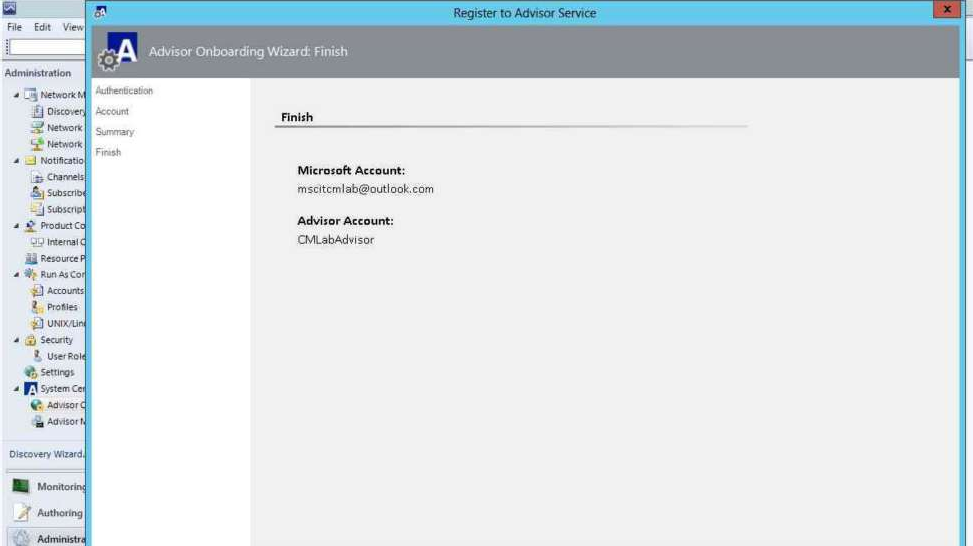 Register to Advisor Service
x
File Edit View
A Advisor Onboarding Wizard: Finish
Administration
Network M
Discovery
Network
Network
Notificatio
Channels
Subscribe
Subscript
Product Co
Internal C
Resource P
Run As Con
Accounts
Profiles
UNIX/Lin
Security
User Role
Settings
System Cen
Advisor C
Advisor M
Discovery Wizard.
Monitoring
Authoring
Administra
Authentication
Account
Summary
Finish
Finish
Microsoft Account:
mscitcmlab@outlook.com
Advisor Account:
CMLabAdvisor